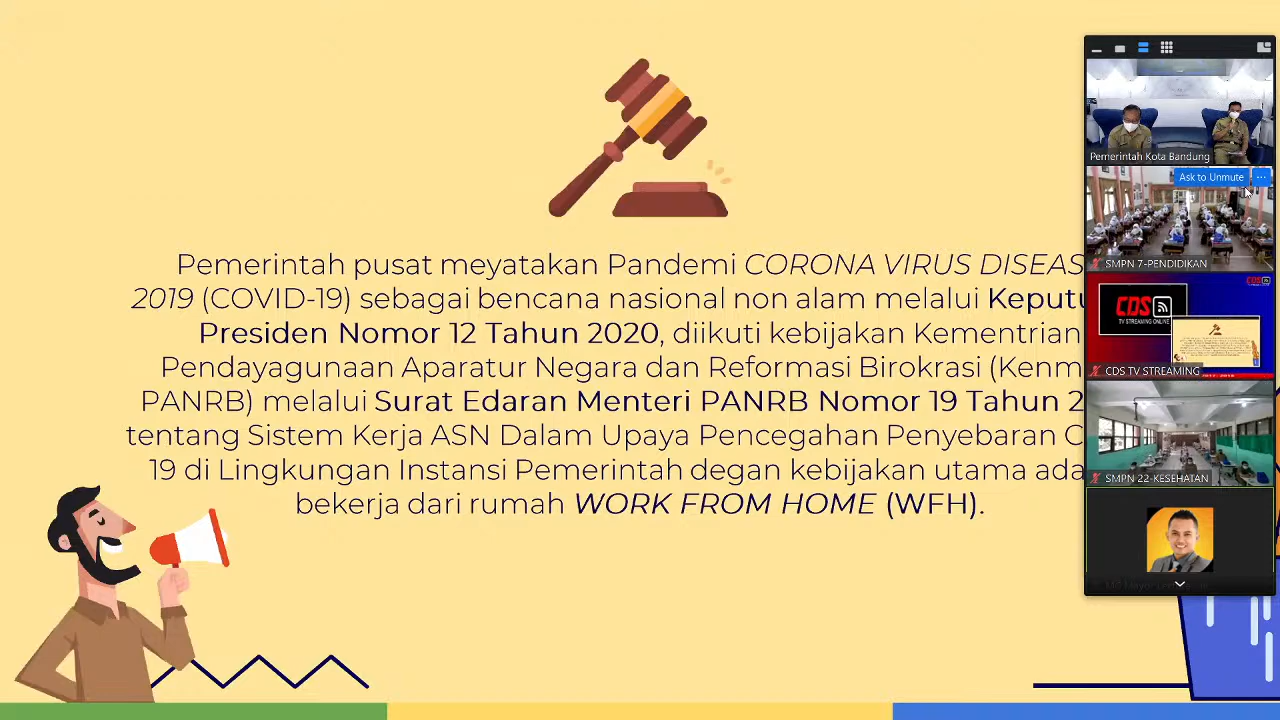 Pemerintah pusat meyatakan Pandemi CORONA VIRUS DISEAS
2019 (COVID-19) sebagai bencana nasional non alam melalui Keputu
Presiden Nomor 12 Tahun 2020, diikuti kebijakan Kementrian
Pendayagunaan Aparatur Negara dan Reformasi Birokrasi (Kenm
PANRB) melalui Surat Edaran Menteri PANRB Nomor 19 Tahun 2
tentang Sistem Kerja ASN Dalam Upaya Pencegahan Penyebaran C
19 di Lingkungan Instansi Pemerintah degan kebijakan utama ada
bekerja dari rumah WORK FROM HOME (WFH).
Pemerintah Kota Bandung
Ask to Unmute
SMPN 7-PENDIDIKAN
CDS
TV STREAMING ONLINE
CDS
CDS TV STREAMING
SMPN 22-KESEHATAN